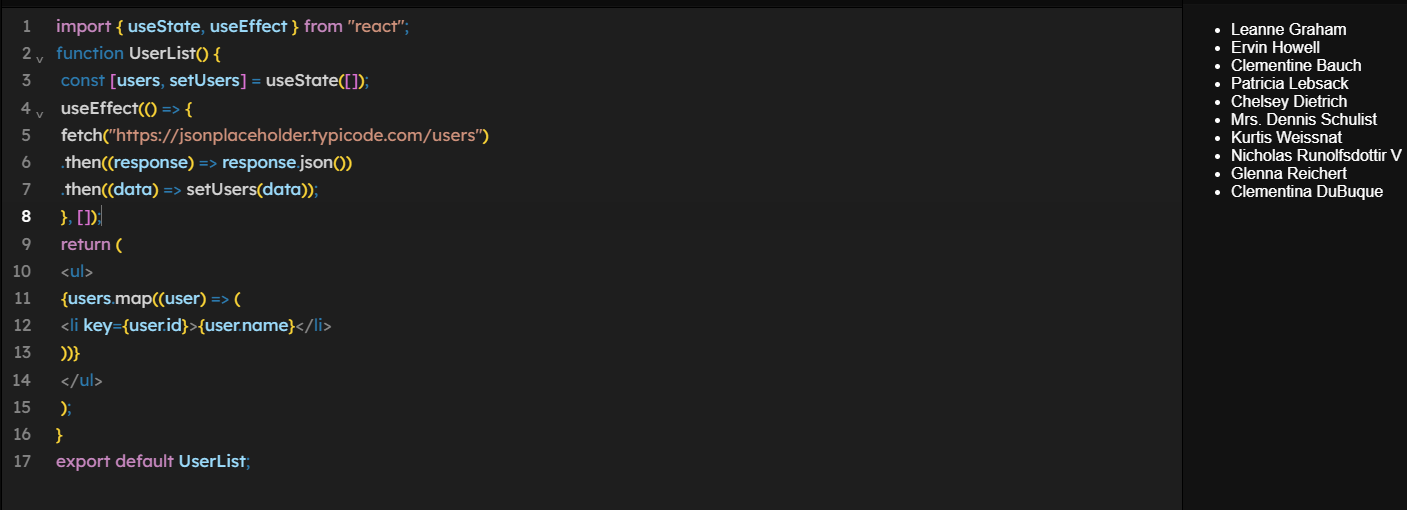 1 import { useState, useEffect } from "react";
2 function UserList() {
3 const [users, setUsers] = useState([]);
4 useEffect(() => {
5 fetch("https://jsonplaceholder.typicode.com/users")
6 .then((response) => response.json())
7 .then((data) => setUsers(data));
8 }, []);
9 return (
10 <ul>
11 {users.map((user) => (
12 <li key={user.id}>{user.name}</li>
13 ))}
14 </ul>
15 );
16 }
17 export default UserList;
Leanne Graham
Ervin Howell
Clementine Bauch
Patricia Lebsack
Chelsey Dietrich
Mrs. Dennis Schulist
Kurtis Weissnat
Nicholas Runolfsdottir V
Glenna Reichert
Clementina DuBuque